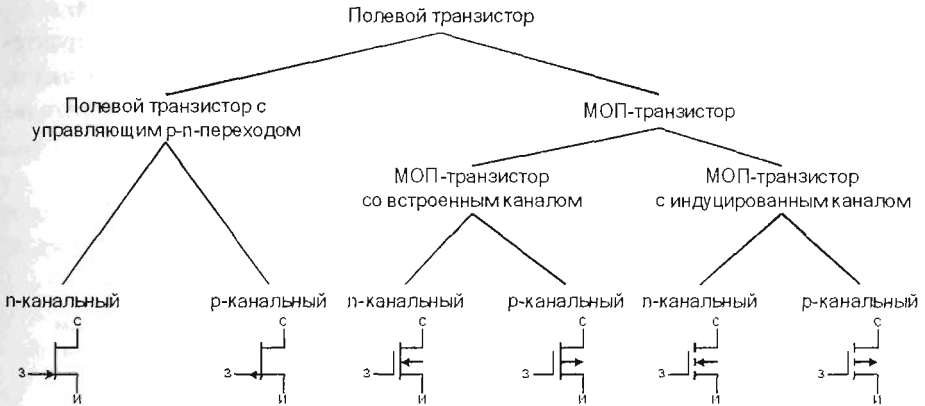 Полевой транзистор
Полевой транзистор с
управляющим p-n-переходом
МОП-транзистор
МОП-транзистор
со встроенным каналом
МОП-транзистор
с индуцированным каналом
n-канальный
p-канальный
n-канальный
p-канальный
n-канальный
p-канальный
с
с
с
с
с
с
з
з
з
з
з
з
и
и
и
и
и
и